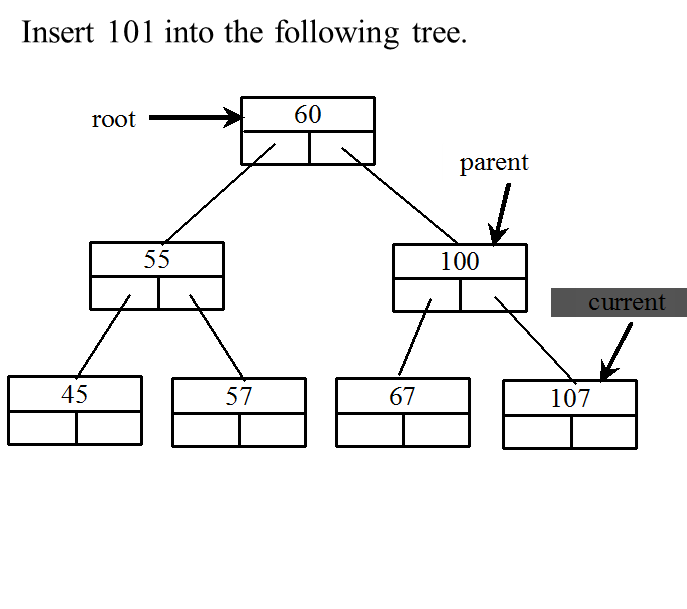 Insert 101 into the following tree.
root
60
parent
55
100
current
45
57
67
107